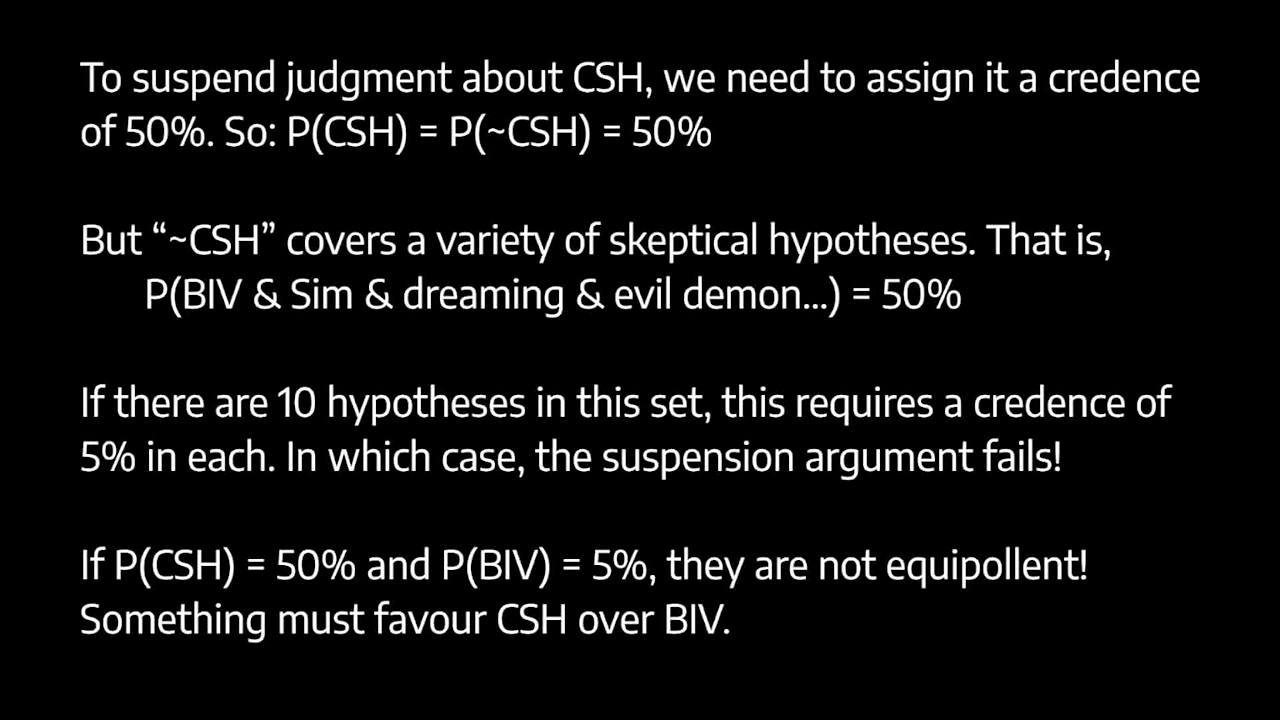 To suspend judgment about CSH, we need to assign it a credence
of 50%. So: P(CSH) = P(~CSH) = 50%
But “~CSH” covers a variety of skeptical hypotheses. That is,
P(BIV & Sim & dreaming & evil demon...) = 50%
If there are 10 hypotheses in this set, this requires a credence of
5% in each. In which case, the suspension argument fails!
If P(CSH) = 50% and P(BIV) = 5%, they are not equipollent!
Something must favour CSH over BIV.